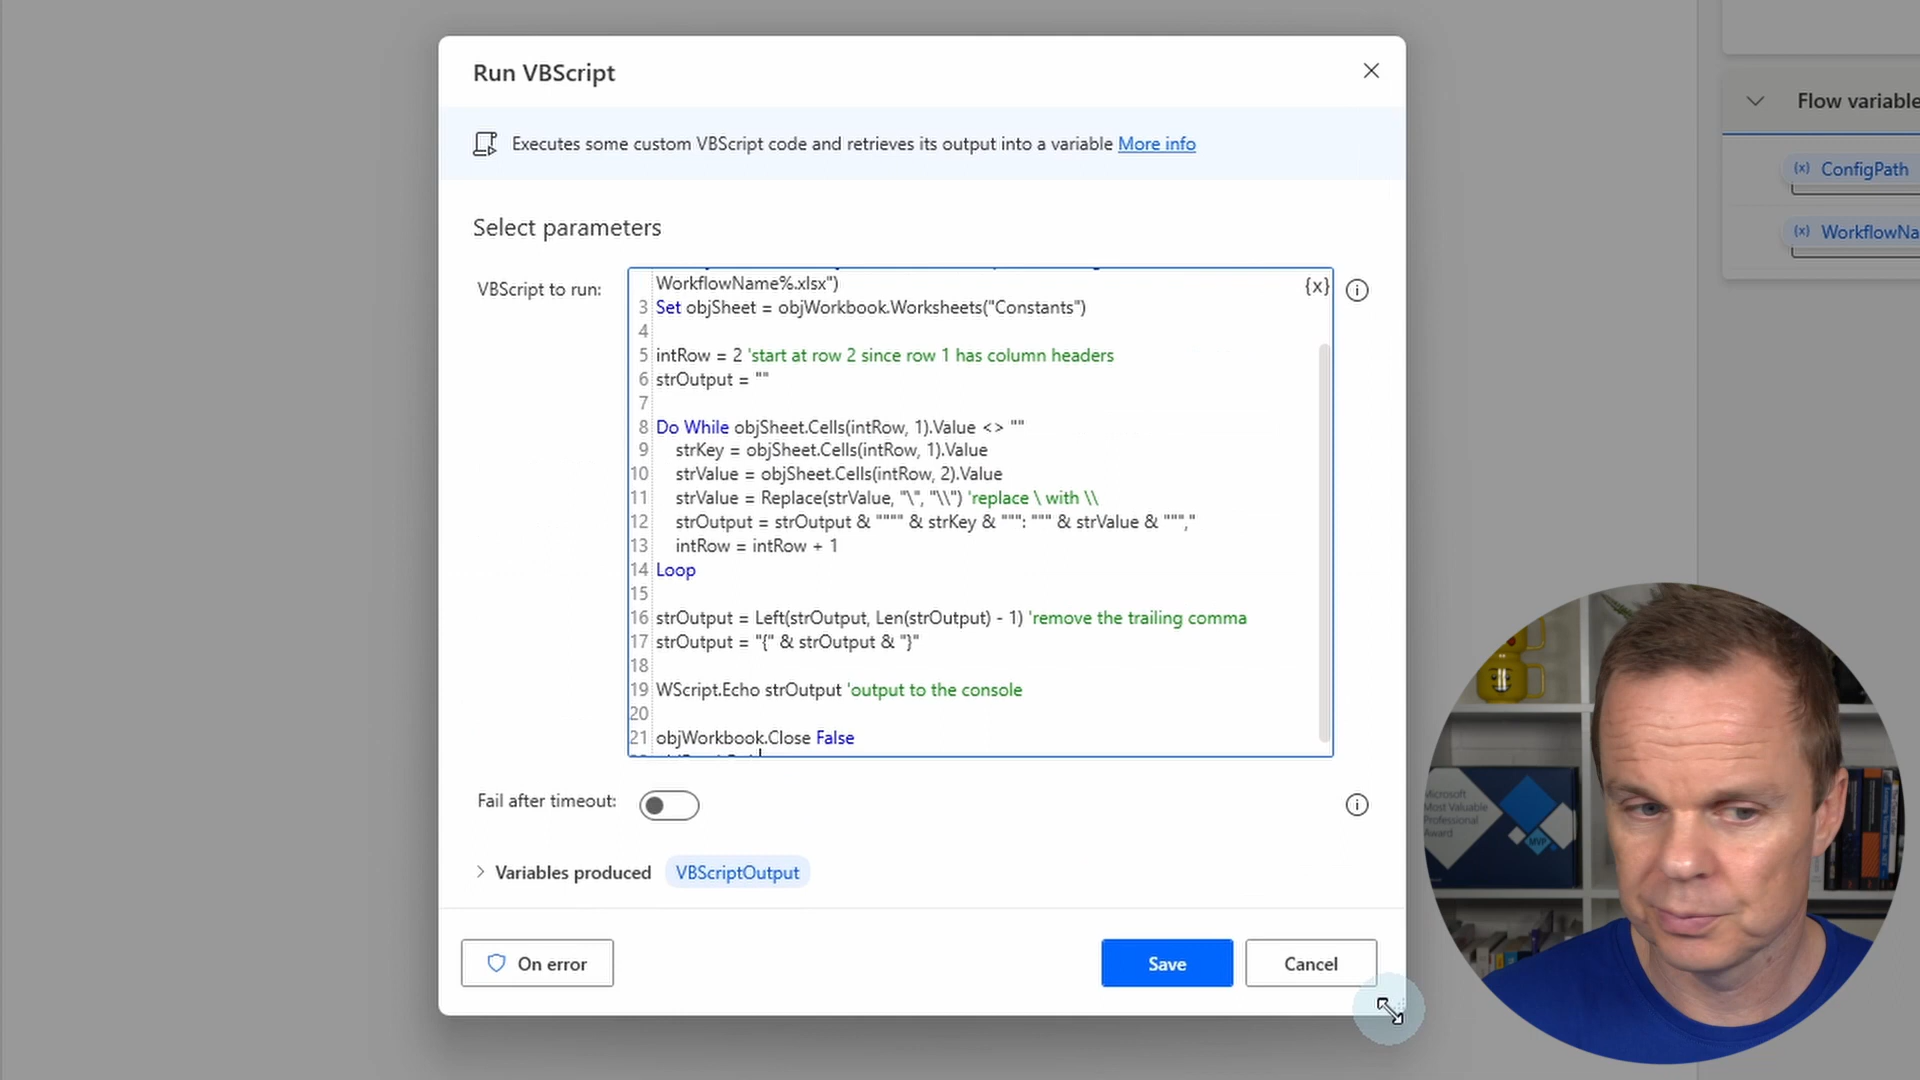 Run VBScript
Executes some custom VBScript code and retrieves its output into a variable More info
Flow variable
ConfigPath
WorkflowNa
Select parameters
VBScript to run:
{x}
WorkflowName%.xlsx")
3 Set objSheet = objWorkbook.Worksheets("Constants")
4
5 intRow = 2 'start at row 2 since row 1 has column headers
6 strOutput = ""
7
8 Do While objSheet.Cells(intRow, 1).Value <> ""
9 strKey = objSheet.Cells(intRow, 1).Value
10 strValue = objSheet.Cells(intRow, 2).Value
11 strValue = Replace(strValue, "\", "\\") 'replace \ with \\
12 strOutput = strOutput & """" & strKey & """: """ & strValue & ""","
13 intRow = intRow + 1
14 Loop
15
16 strOutput = Left(strOutput, Len(strOutput) - 1) 'remove the trailing comma
17 strOutput = "{" & strOutput & "}"
18
19 WScript.Echo strOutput 'output to the console
20
21 objWorkbook.Close False
Fail after timeout:
Variables produced VBScriptOutput
On error
Save
Cancel
Microsoft
Most Valuable
Professional
Award
MVP